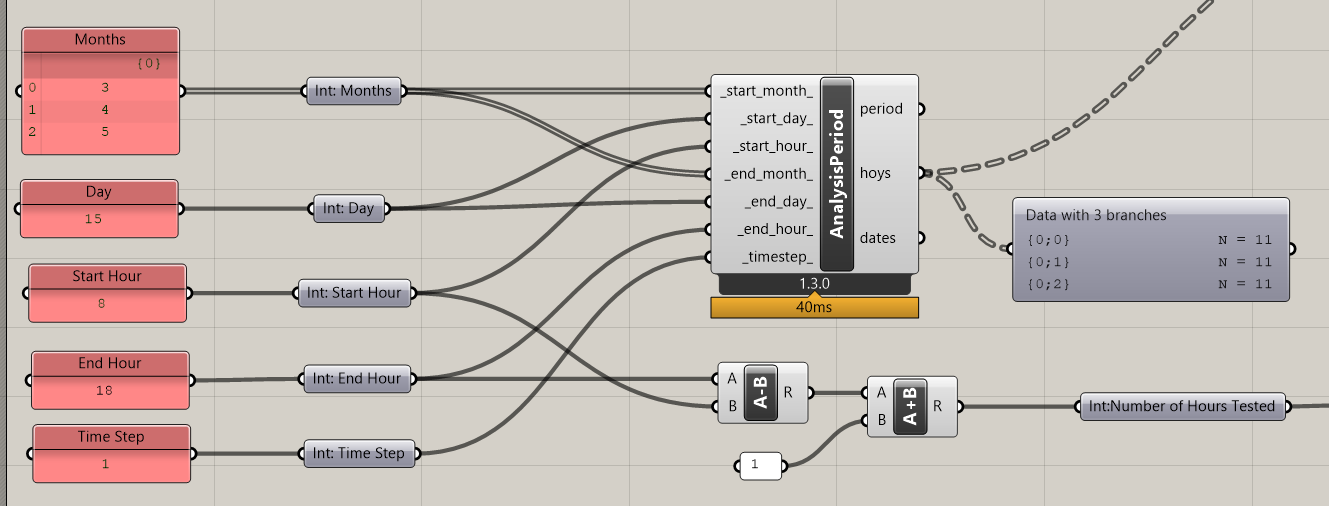 Months
{0}
0 3
1 4
2 5
Int: Months
Day
15
Int: Day
Start Hour
8
Int: Start Hour
End Hour
18
Int: End Hour
Time Step
1
Int: Time Step
_start_month_
_start_day_
_start_hour_
_end_month_
_end_day_
_end_hour_
_timestep_
AnalysisPeriod
period
hoys
dates
1.3.0
40ms
Data with 3 branches
{0;0} N = 11
{0;1} N = 11
{0;2} N = 11
A
B
A-B
R
A
B
A+B
R
1
Int:Number of Hours Tested